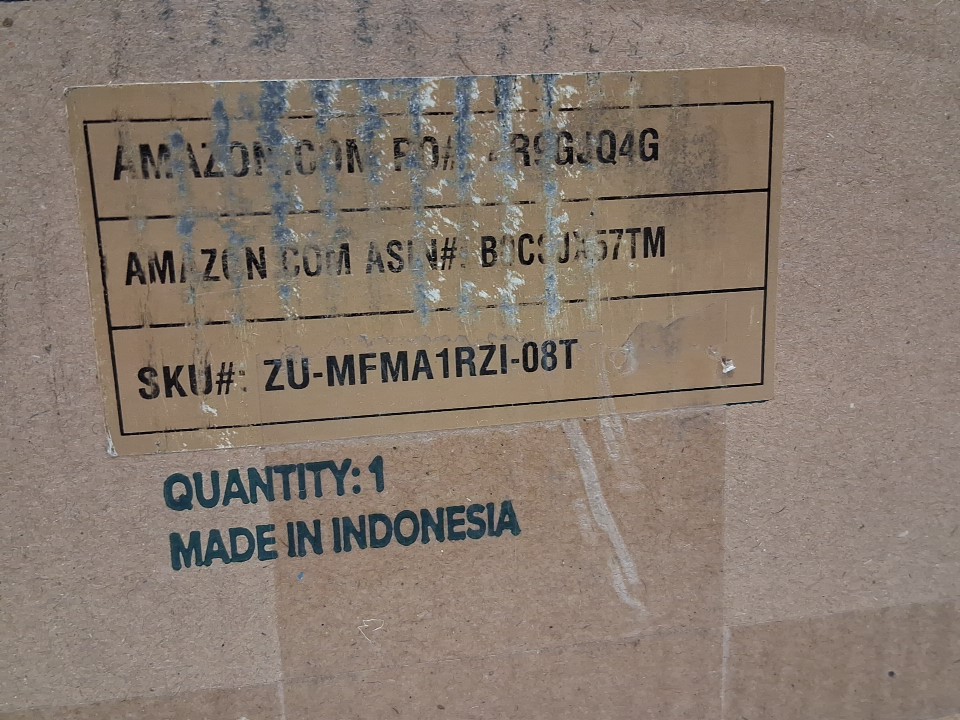 AMAZON.COM PO#:
AMAZON.COM ASIN#:
SKU#: ZU-MFMA1RZI-08T
QUANTITY: 1
MADE IN INDONESIA